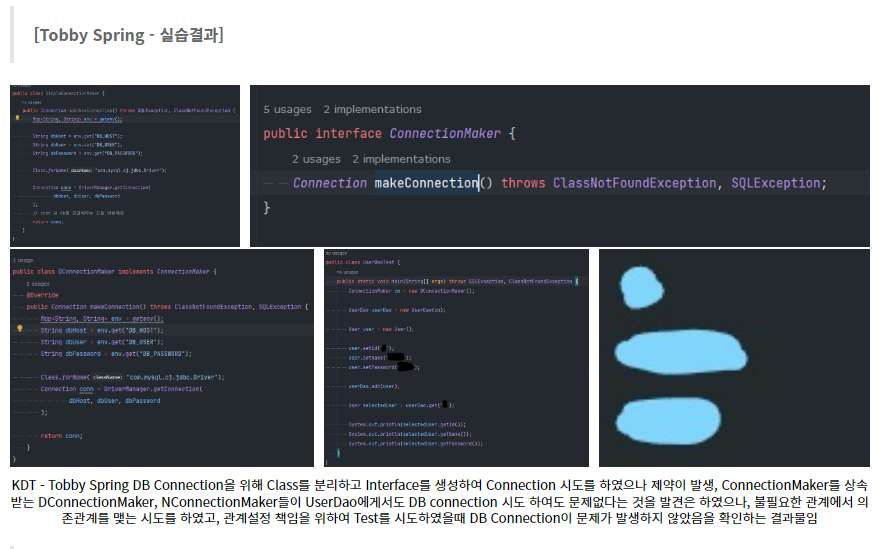 [Tobby Spring - 실습결과]
public class SimpleConnectionMaker {
no usages
public Connection makeNewConnection() throws SQLException, ClassNotFoundException {
Map<String, String> env = getenv();
String dbHost = env.get("DB_HOST");
String dbUser = env.get("DB_USER");
String dbPassword = env.get("DB_PASSWORD");
Class.forName( className: "com.mysql.cj.jdbc.Driver");
Connection conn = DriverManager.getConnection(
dbHost, dbUser, dbPassword
);
return conn;
}
}
5 usages 2 implementations
public interface ConnectionMaker {
2 usages 2 implementations
Connection makeConnection() throws ClassNotFoundException, SQLException;
}
1 usage
public class DConnectionMaker implements ConnectionMaker {
2 usages
@Override
public Connection makeConnection() throws ClassNotFoundException, SQLException {
Map<String, String> env = getenv();
String dbHost = env.get("DB_HOST");
String dbUser = env.get("DB_USER");
String dbPassword = env.get("DB_PASSWORD");
Class.forName( className: "com.mysql.cj.jdbc.Driver");
Connection conn = DriverManager.getConnection(
dbHost, dbUser, dbPassword
);
return conn;
}
}
no usages
public class UserDaoTest {
no usages
public static void main(String[] args) throws SQLException, ClassNotFoundException {
ConnectionMaker cm = new DConnectionMaker();
UserDao userDao = new UserDao(cm);
User user = new User();
user.setId( );
user.setName( );
user.setPassword( );
userDao.add(user);
User selectedUser = userDao.get( );
System.out.println(selectedUser.getId());
System.out.println(selectedUser.getName());
System.out.println(selectedUser.getPassword());
}
}
KDT - Tobby Spring DB Connection을 위해 Class를 분리하고 Interface를 생성하여 Connection 시도를 하였으나 제약이 발생, ConnectionMaker를 상속
받는 DConnectionMaker, NConnectionMaker들이 UserDao에게서도 DB connection 시도 하여도 문제없다는 것을 발견은 하였으나, 불필요한 관계에서 의
존관계를 맺는 시도를 하였고, 관계설정 책임을 위하여 Test를 시도하였을때 DB Connection이 문제가 발생하지 않았음을 확인하는 결과물임